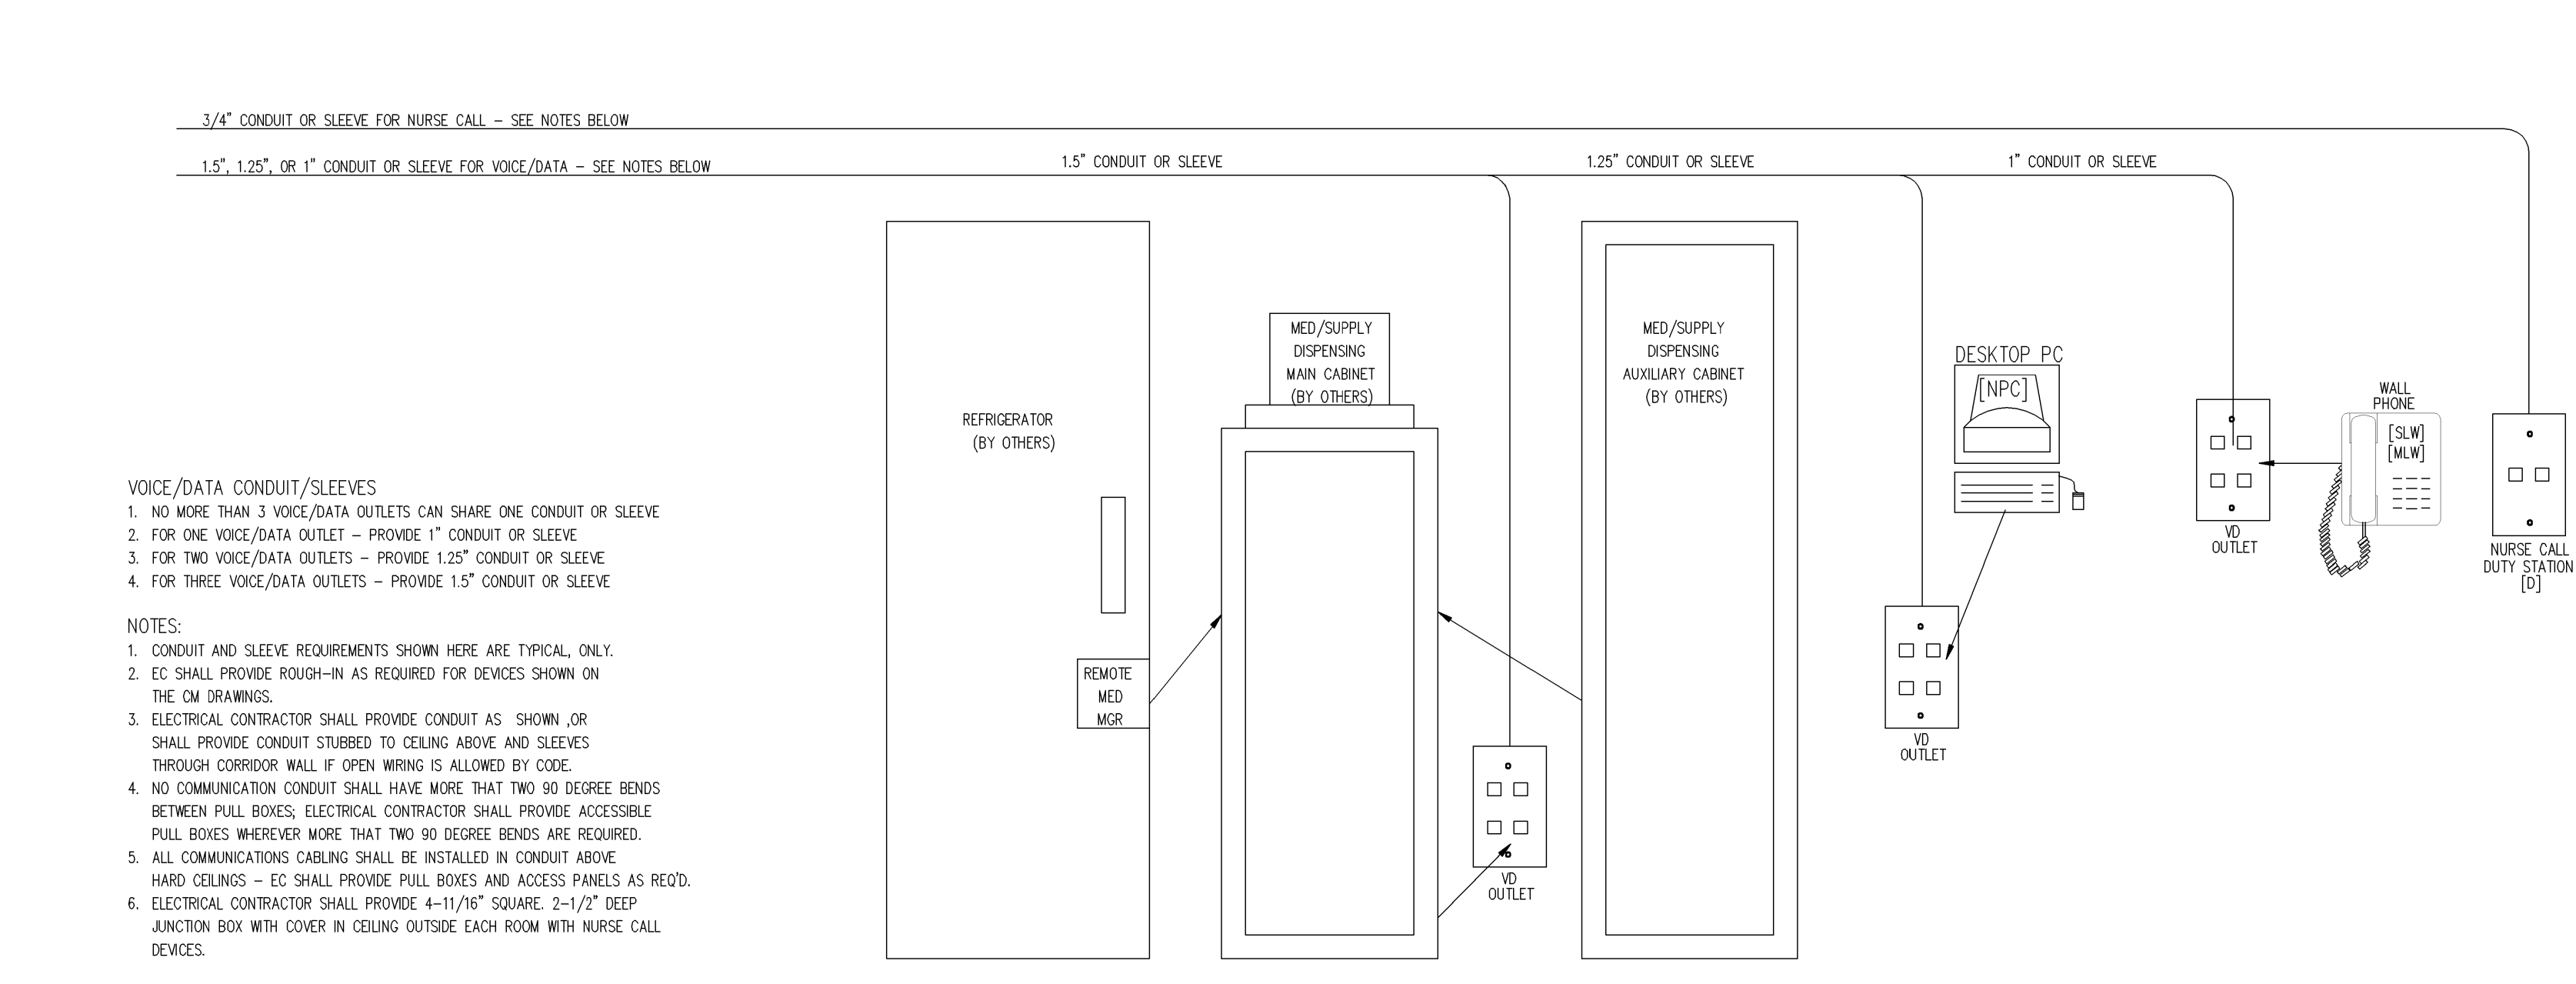 3/4" CONDUIT OR SLEEVE FOR NURSE CALL – SEE NOTES BELOW
1.5", 1.25", OR 1" CONDUIT OR SLEEVE FOR VOICE/DATA – SEE NOTES BELOW
1.5" CONDUIT OR SLEEVE
1.25" CONDUIT OR SLEEVE
1" CONDUIT OR SLEEVE
VOICE/DATA CONDUIT/SLEEVES
1. NO MORE THAN 3 VOICE/DATA OUTLETS CAN SHARE ONE CONDUIT OR SLEEVE
2. FOR ONE VOICE/DATA OUTLET – PROVIDE 1" CONDUIT OR SLEEVE
3. FOR TWO VOICE/DATA OUTLETS – PROVIDE 1.25" CONDUIT OR SLEEVE
4. FOR THREE VOICE/DATA OUTLETS – PROVIDE 1.5" CONDUIT OR SLEEVE
NOTES:
1. CONDUIT AND SLEEVE REQUIREMENTS SHOWN HERE ARE TYPICAL, ONLY.
2. EC SHALL PROVIDE ROUGH–IN AS REQUIRED FOR DEVICES SHOWN ON
THE CM DRAWINGS.
3. ELECTRICAL CONTRACTOR SHALL PROVIDE CONDUIT AS SHOWN ,OR
SHALL PROVIDE CONDUIT STUBBED TO CEILING ABOVE AND SLEEVES
THROUGH CORRIDOR WALL IF OPEN WIRING IS ALLOWED BY CODE.
4. NO COMMUNICATION CONDUIT SHALL HAVE MORE THAT TWO 90 DEGREE BENDS
BETWEEN PULL BOXES; ELECTRICAL CONTRACTOR SHALL PROVIDE ACCESSIBLE
PULL BOXES WHEREVER MORE THAT TWO 90 DEGREE BENDS ARE REQUIRED.
5. ALL COMMUNICATIONS CABLING SHALL BE INSTALLED IN CONDUIT ABOVE
HARD CEILINGS – EC SHALL PROVIDE PULL BOXES AND ACCESS PANELS AS REQ'D.
6. ELECTRICAL CONTRACTOR SHALL PROVIDE 4–11/16" SQUARE. 2–1/2" DEEP
JUNCTION BOX WITH COVER IN CEILING OUTSIDE EACH ROOM WITH NURSE CALL
DEVICES.
REFRIGERATOR
(BY OTHERS)
REMOTE
MED
MGR
MED/SUPPLY
DISPENSING
MAIN CABINET
(BY OTHERS)
VD
OUTLET
MED/SUPPLY
DISPENSING
AUXILIARY CABINET
(BY OTHERS)
DESKTOP PC
[NPC]
VD
OUTLET
VD
OUTLET
WALL
PHONE
[SLW]
[MLW]
NURSE CALL
DUTY STATION
[D]